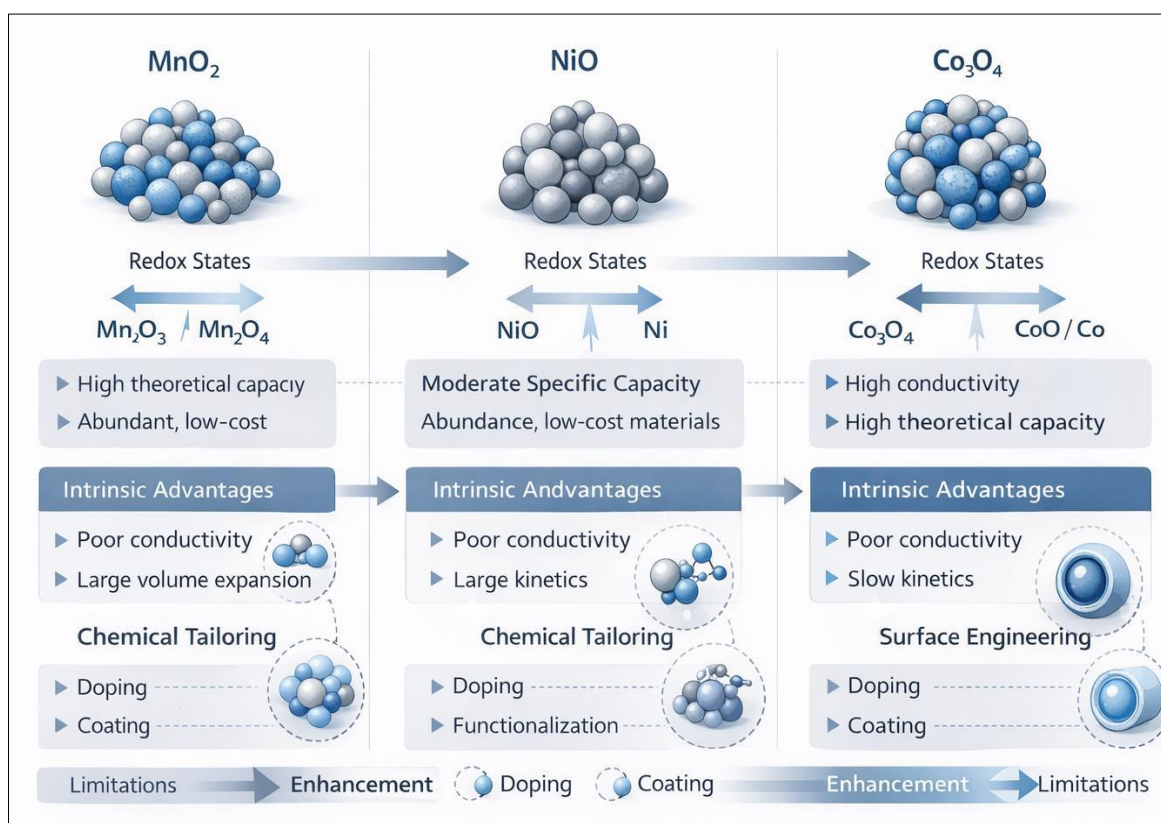 MnO₂
NiO
Co₃O₄
Redox States
Redox States
Redox States
Mn₂O₃
Mn₂O₄
NiO
Ni
Co₃O₄
CoO / Co
High theoretical capacıy
Abundant, low-cost
Moderate Specific Capacity
Abundance, low-cost materials
High conductivity
High theoretical capacity
Intrinsic Advantages
Intrinsic Andvantages
Intrinsic Advantages
Poor conductivity
Large volume expansion
Poor conductivity
Large kinetics
Poor conductivity
Slow kinetics
Chemical Tailoring
Chemical Tailoring
Surface Engineering
Doping
Coating
Doping
Functionalization
Doping
Coating
Limitations
Enhancement
Doping
Coating
Enhancement
Limitations